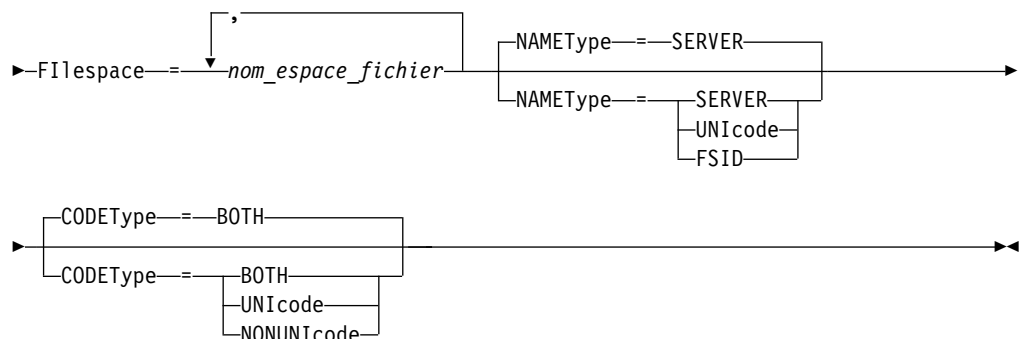 ,
NAMEType = SERVER
FIlespace = nom_espace_fichier
NAMEType = SERVER
UNIcode
FSID
CODEType = BOTH
CODEType = BOTH
UNIcode
NONUNIcode